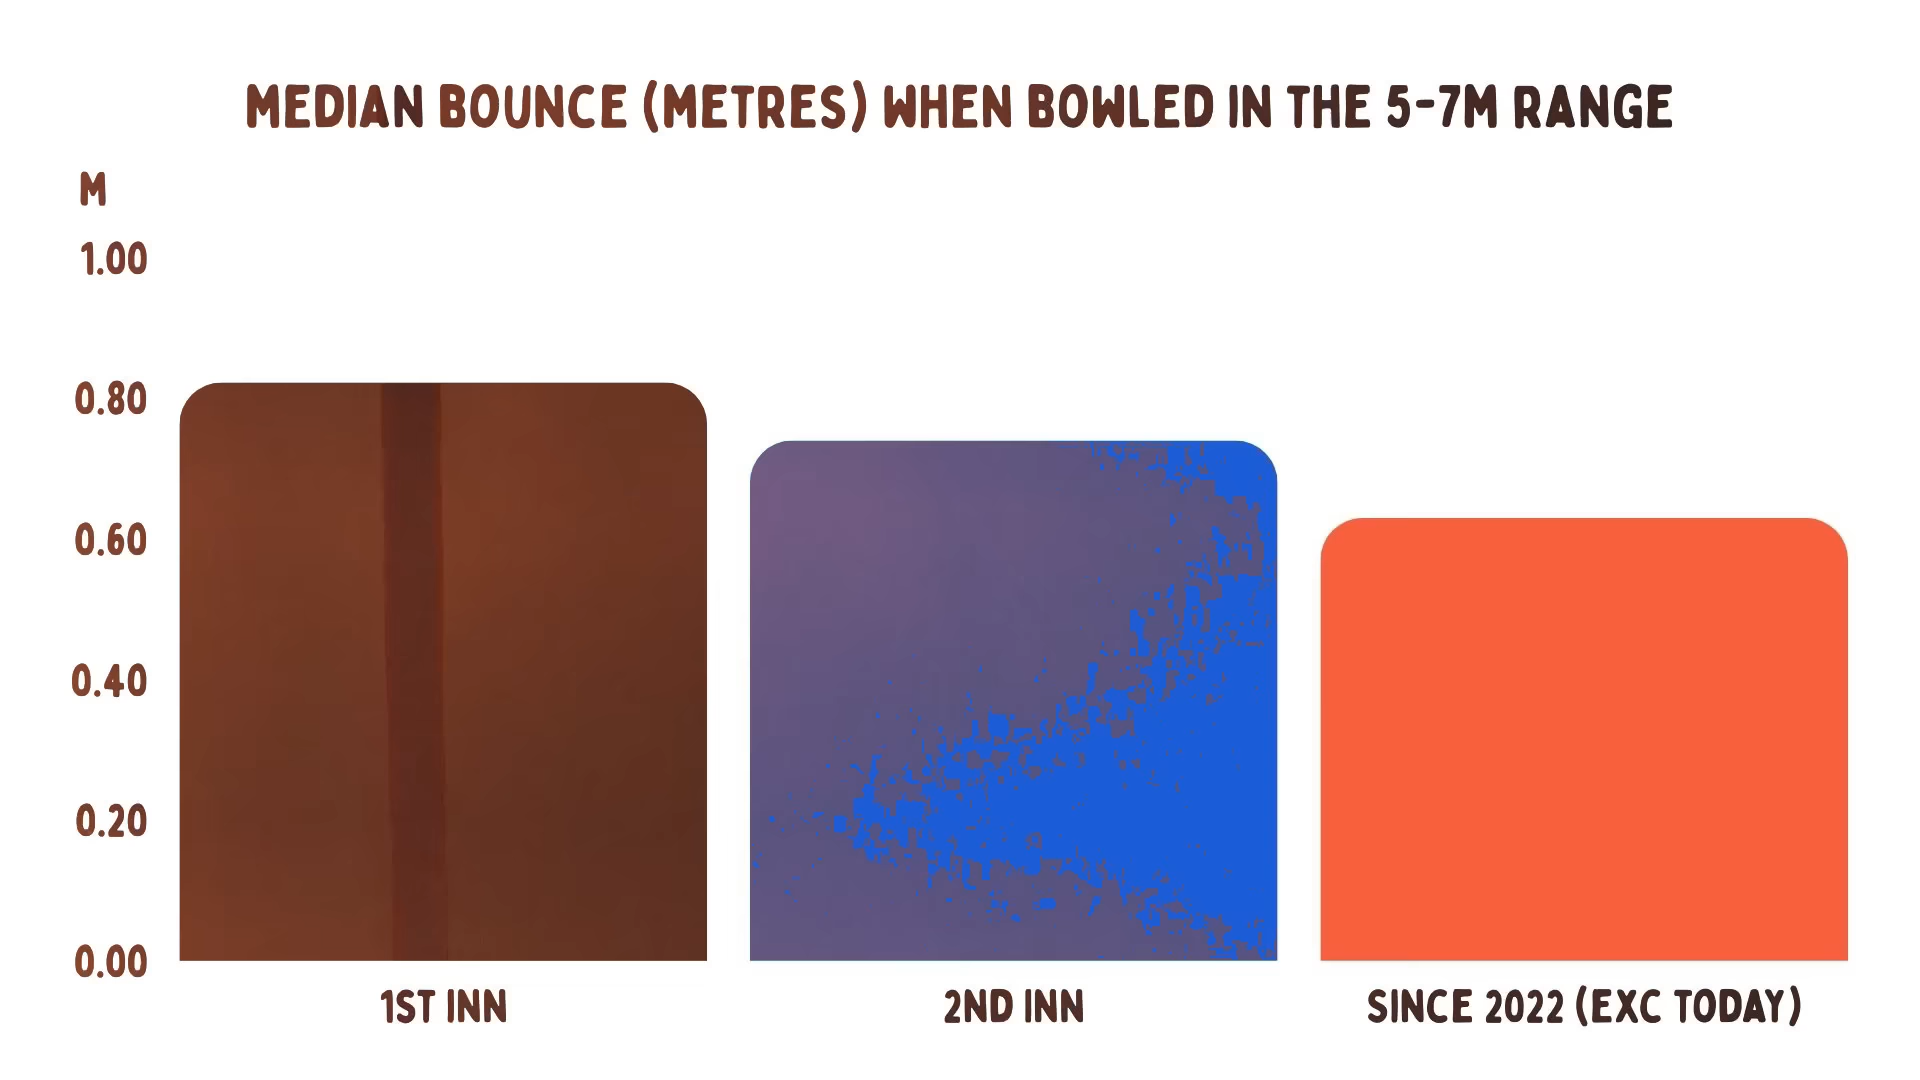 MEDIAN BOUNCE (METRES) WHEN BOWLED IN THE 5-7M RANGE
M
1.00
0.80
0.60
0.40
0.20
0.00
1ST INN
2ND INN
SINCE 2022 (EXC TODAY)